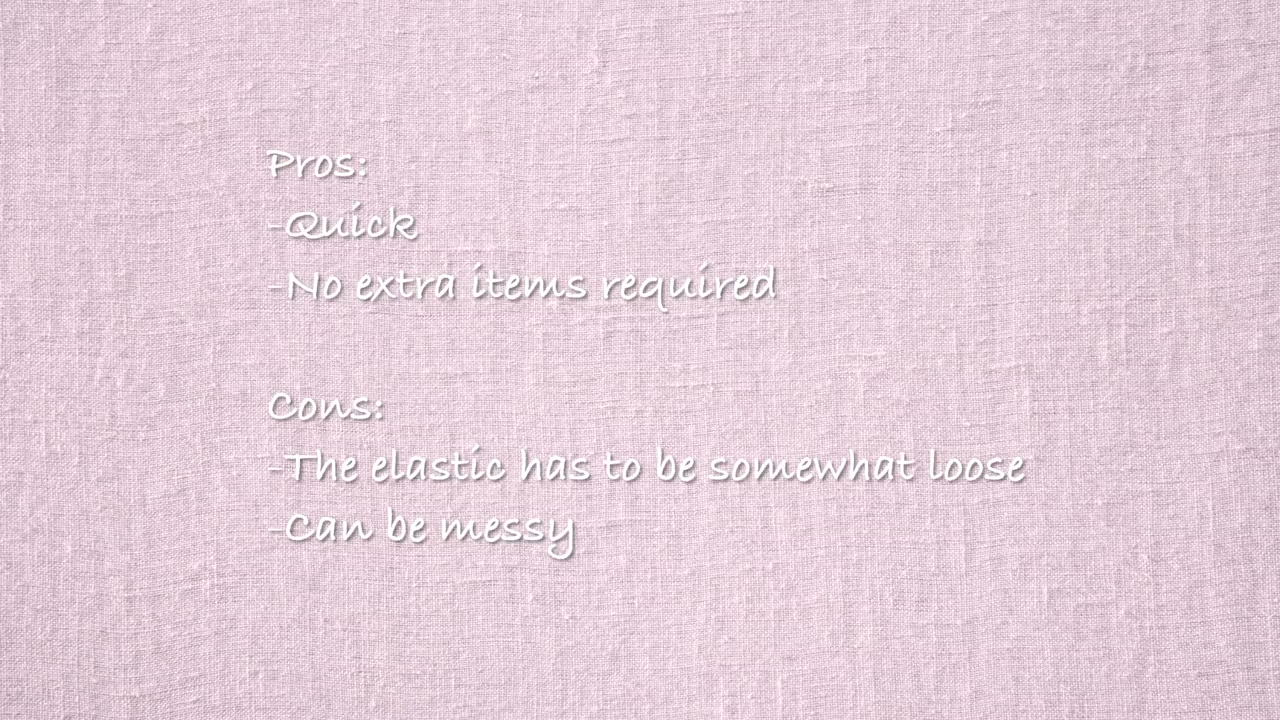 Pros:
-Quick
-No extra items required
Cons:
-The elastic has to be somewhat loose
-Can be messy